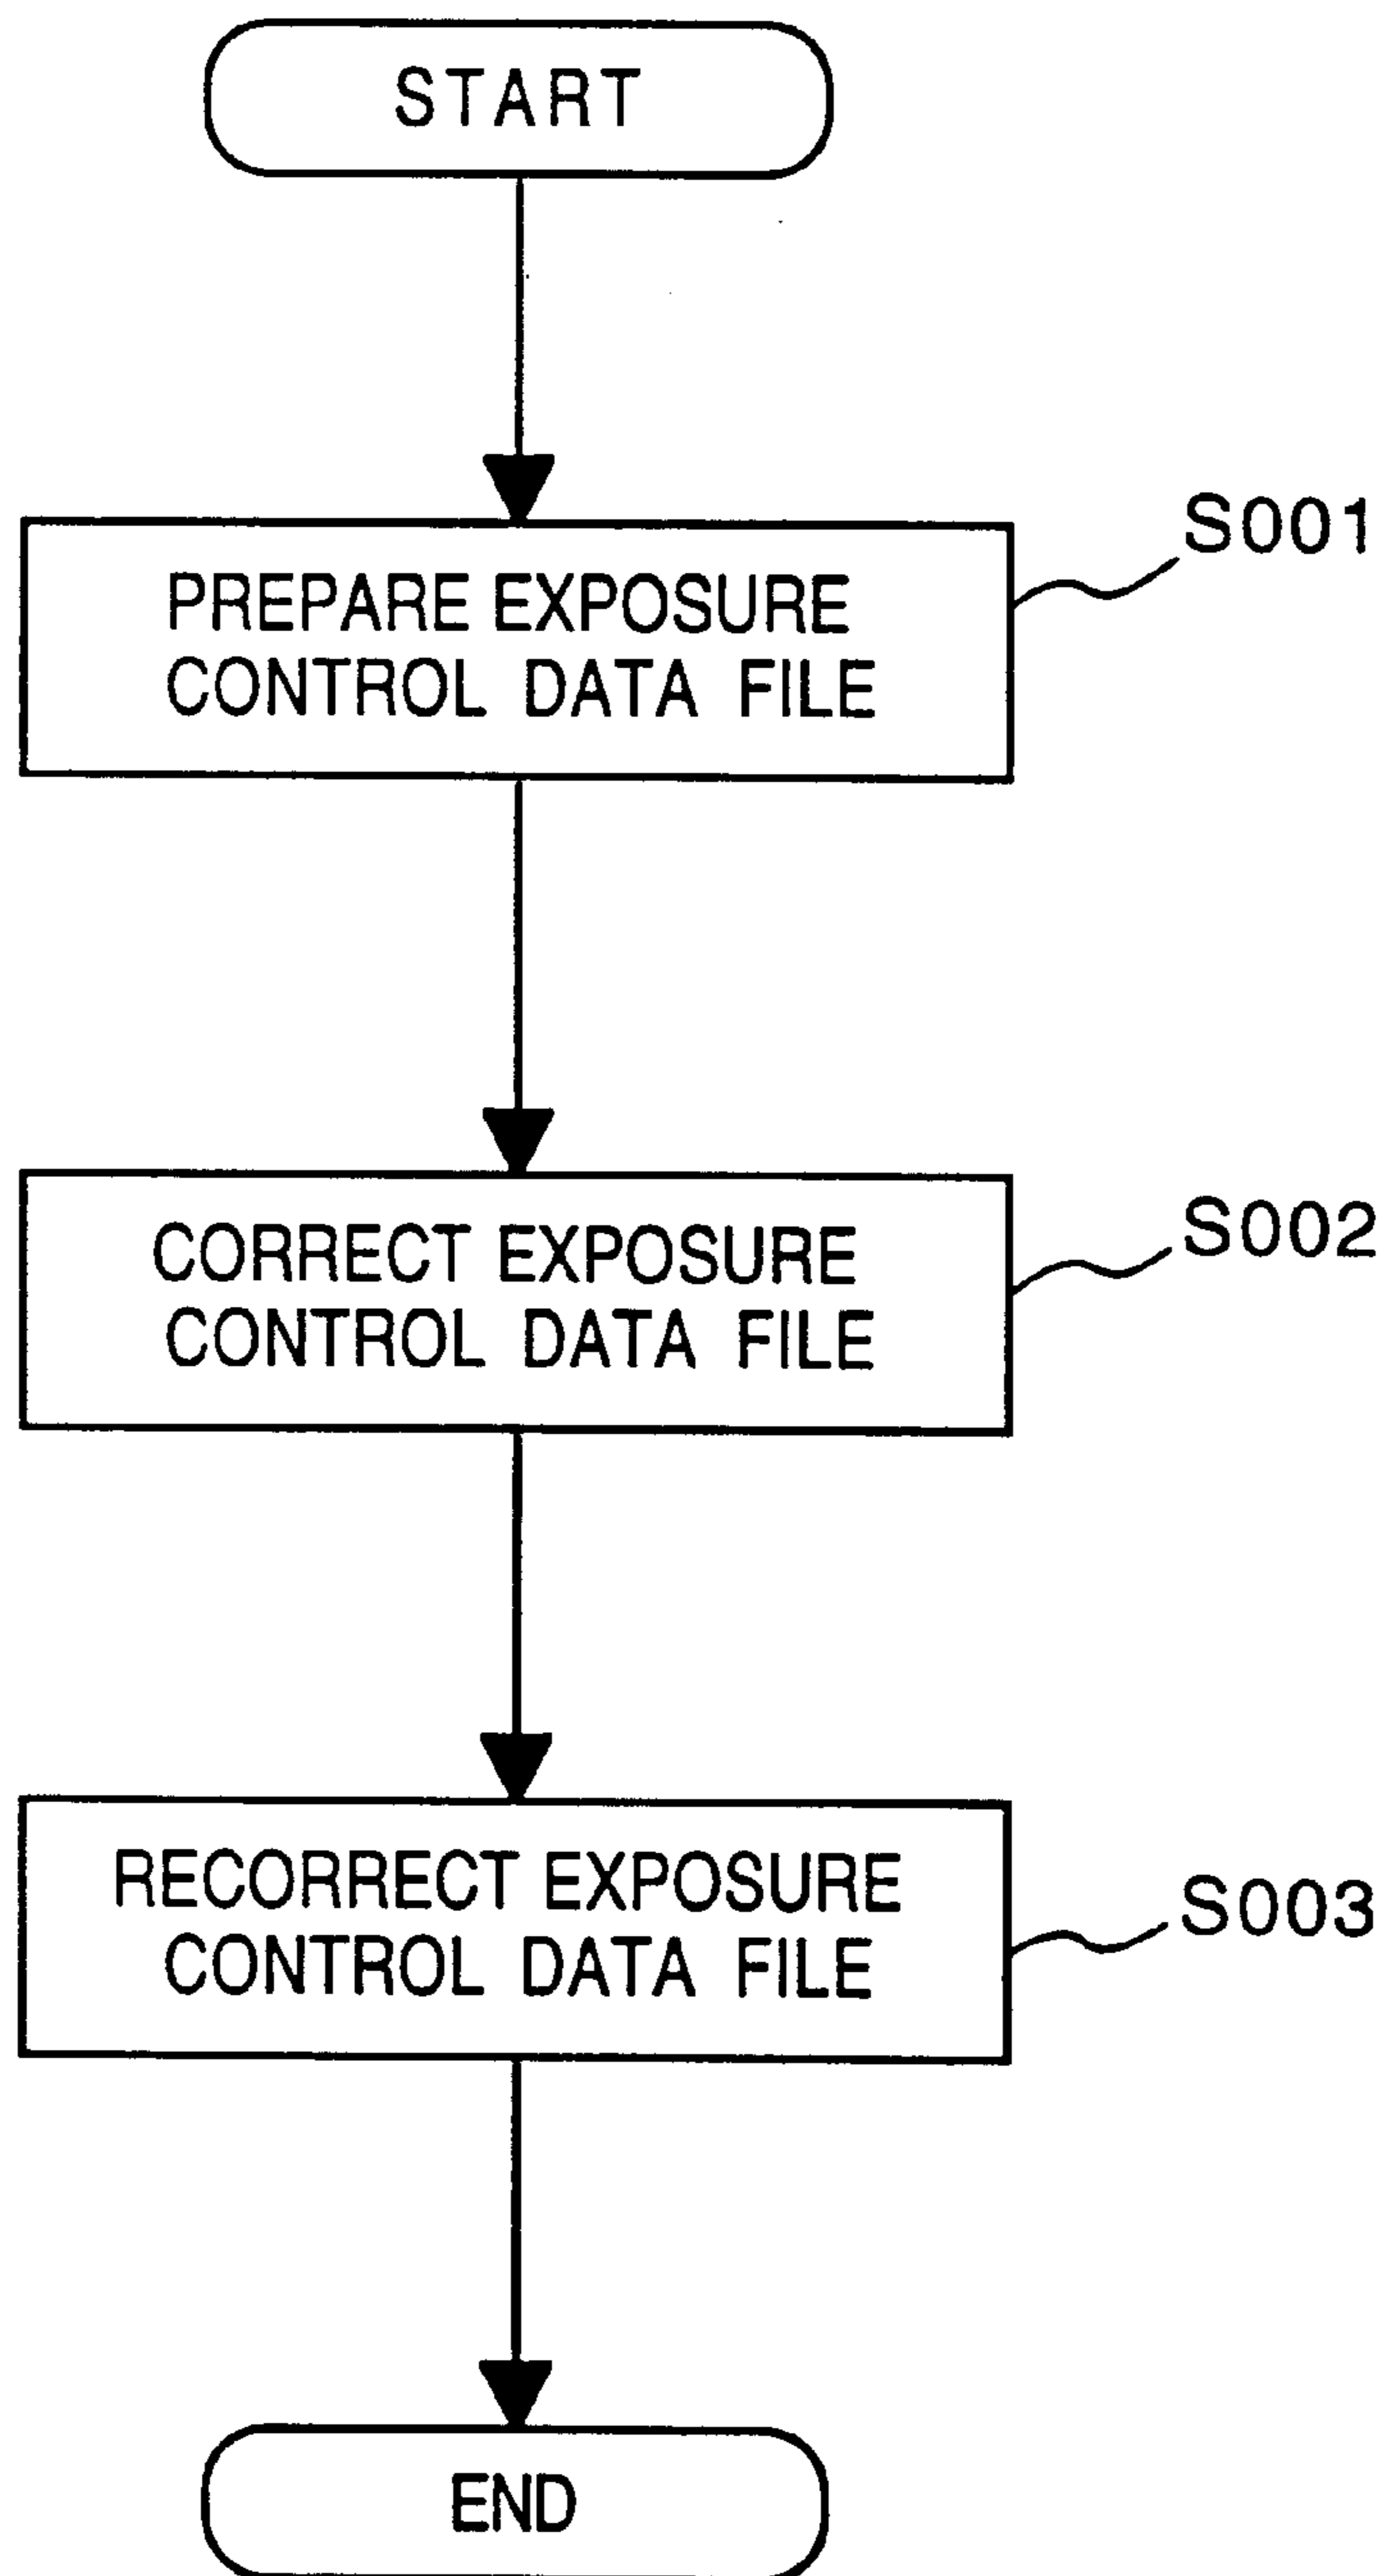 START
PREPARE EXPOSURE
CONTROL DATA FILE
S001
CORRECT EXPOSURE
CONTROL DATA FILE
S002
RECORRECT EXPOSURE
CONTROL DATA FILE
S003
END